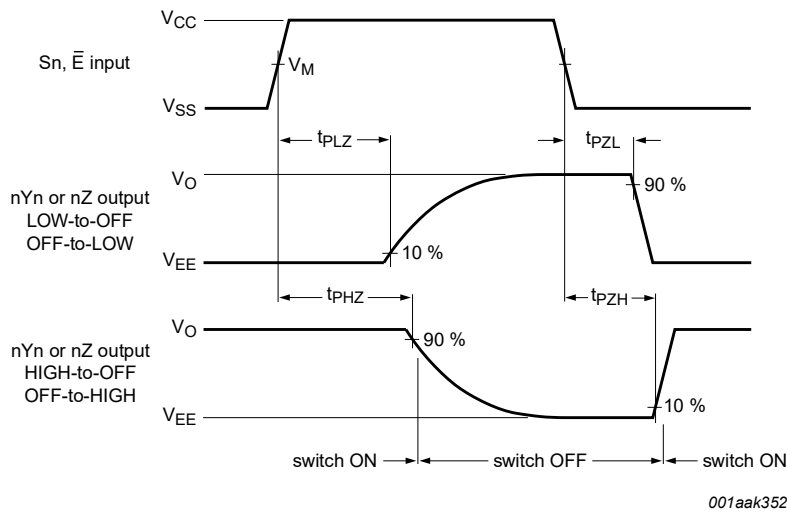 VCC
Sn, E̅ input
VM
VSS
tPLZ
tPZL
VO
nYn or nZ output
LOW-to-OFF
OFF-to-LOW
90 %
VEE
10 %
tPHZ
tPZH
VO
nYn or nZ output
HIGH-to-OFF
OFF-to-HIGH
90 %
VEE
10 %
switch ON
switch OFF
switch ON
001aak352